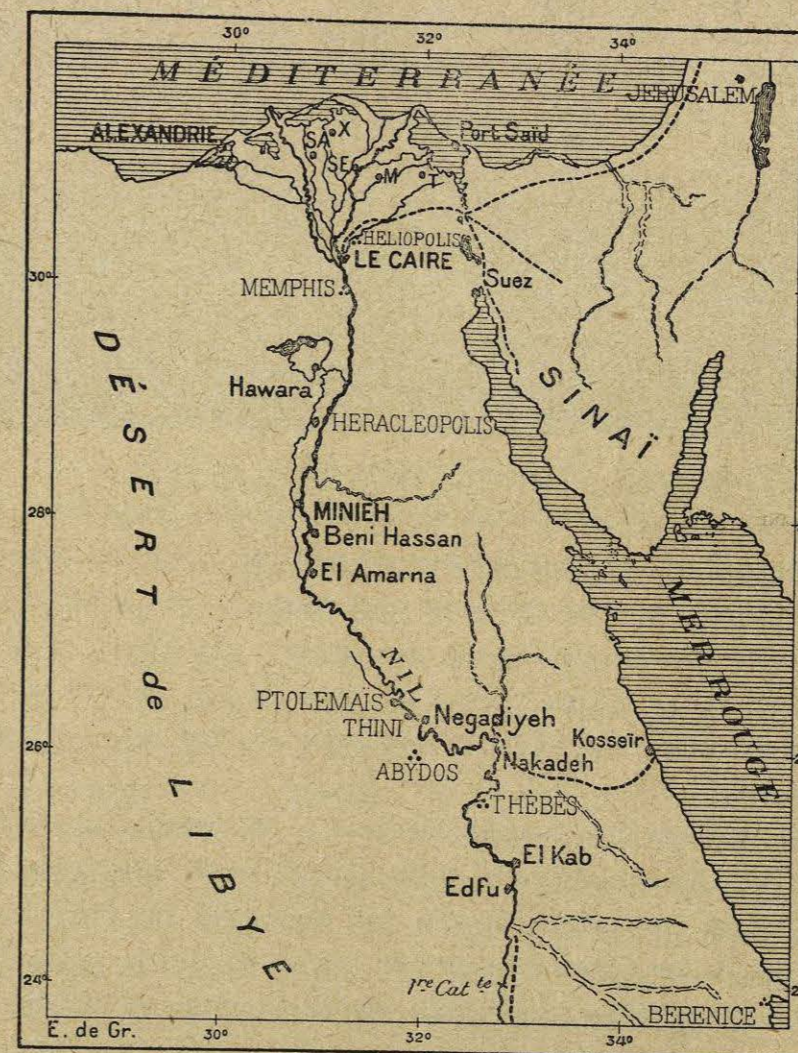 30° 32 34
MÉDITERRANÉE
JERUSALEM
ALEXANDRIE
X
SA
Port Saïd
SE
M
T
HELIOPOLIS
LE CAIRE
30°
Suez
MEMPHIS
DÉSERT de LIBYE
SINAÏ
Hawara
HERACLEOPOLIS
28°
MINIEH
Beni Hassan
El Amarna
MER ROUGE
NIL
PTOLEMAÏS
THINI
Negadiyeh
26°
Kosseïr
ABYDOS
Nakadeh
THÈBES
El Kab
Edfu
24°
1re Catte
BERENICE
E. de Gr.
30° 32 34°